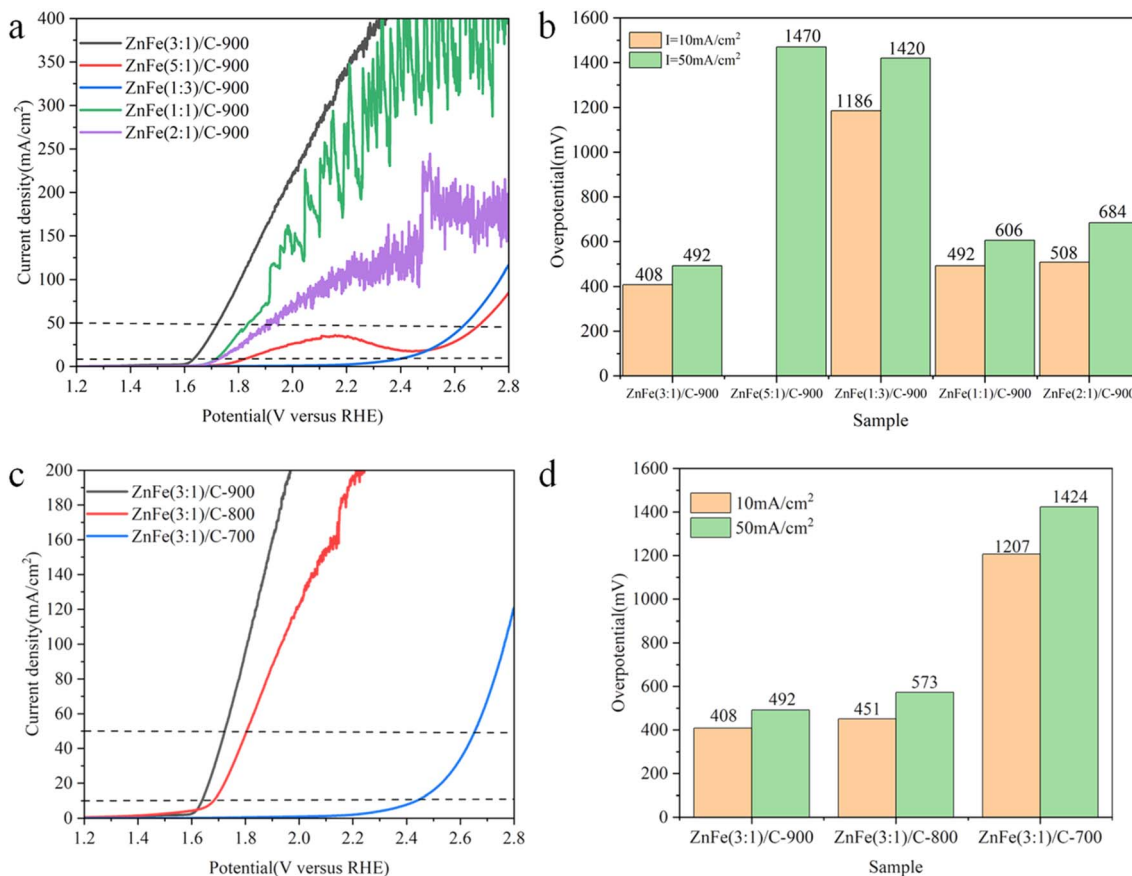 a
400
350
300
250
200
150
100
50
0
Current density(mA/cm²)
ZnFe(3:1)/C-900
ZnFe(5:1)/C-900
ZnFe(1:3)/C-900
ZnFe(1:1)/C-900
ZnFe(2:1)/C-900
1.2 1.4 1.6 1.8 2.0 2.2 2.4 2.6 2.8
Potential(V versus RHE)
b
1600
1400
1200
1000
800
600
400
200
0
Overpotential(mV)
I=10mA/cm²
I=50mA/cm²
408
492
1470
1186
1420
492
606
508
684
ZnFe(3:1)/C-900 ZnFe(5:1)/C-900 ZnFe(1:3)/C-900 ZnFe(1:1)/C-900 ZnFe(2:1)/C-900
Sample
c
200
180
160
140
120
100
80
60
40
20
0
Current density(mA/cm²)
ZnFe(3:1)/C-900
ZnFe(3:1)/C-800
ZnFe(3:1)/C-700
1.2 1.4 1.6 1.8 2.0 2.2 2.4 2.6 2.8
Potential(V versus RHE)
d
1600
1400
1200
1000
800
600
400
200
0
Overpotential(mV)
10mA/cm²
50mA/cm²
408
492
451
573
1207
1424
ZnFe(3:1)/C-900 ZnFe(3:1)/C-800 ZnFe(3:1)/C-700
Sample